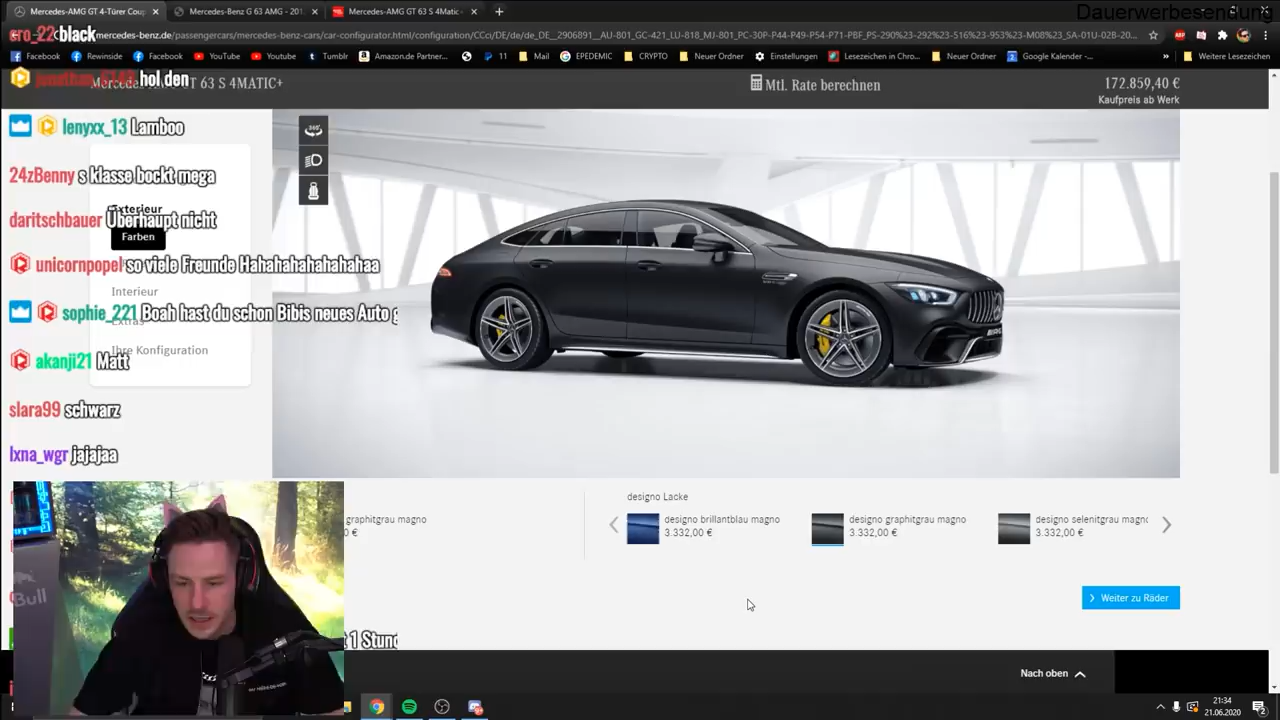 Mercedes-AMG GT 4-Türer Coup
Mercedes-Benz G 63 AMG - 201
Mercedes-AMG GT 63 S 4Matic
Dauerwerbesendung
mercedes-benz.de/passengercars/mercedes-benz-cars/car-configurator.html/configuration/CCci/DE/de/de_DE__2906891__AU-801_GC-421_LU-818_MJ-801_PC-30P-P44-P49-P54-P71-PBF_PS-290%23-292%23-516%23-953%23-M08%23_SA-01U-02B-20...
Facebook Rewinside Facebook YouTube Youtube Tumblr Amazon.de Partner... 11 Mail EPEDEMIC CRYPTO Neuer Ordner Einstellungen Lesezeichen in Chro... Neuer Ordner Google Kalender -... » Weitere Lesezeichen
black
hol den
GT 63 S 4MATIC+
Mtl. Rate berechnen
172.859,40 €
Kaufpreis ab Werk
lenyxx_13 Lamboo
24zBenny s klasse bockt mega
Exterieur
daritschbauer Überhaupt nicht
Farben
unicornpopel so viele Freunde Hahahahahahahaa
Interieur
sophie_221 Boah hast du schon Bibis neues Auto g
Extras
Ihre Konfiguration
akanji21 Matt
slara99 schwarz
lxna_wgr jajajaa
designo Lacke
graphitgrau magno
€
designo brillantblau magno
3.332,00 €
designo graphitgrau magno
3.332,00 €
designo selenitgrau magno
3.332,00 €
Weiter zu Räder
t 1 Stund
Nach oben
Bull
21:34
21.06.2020
2